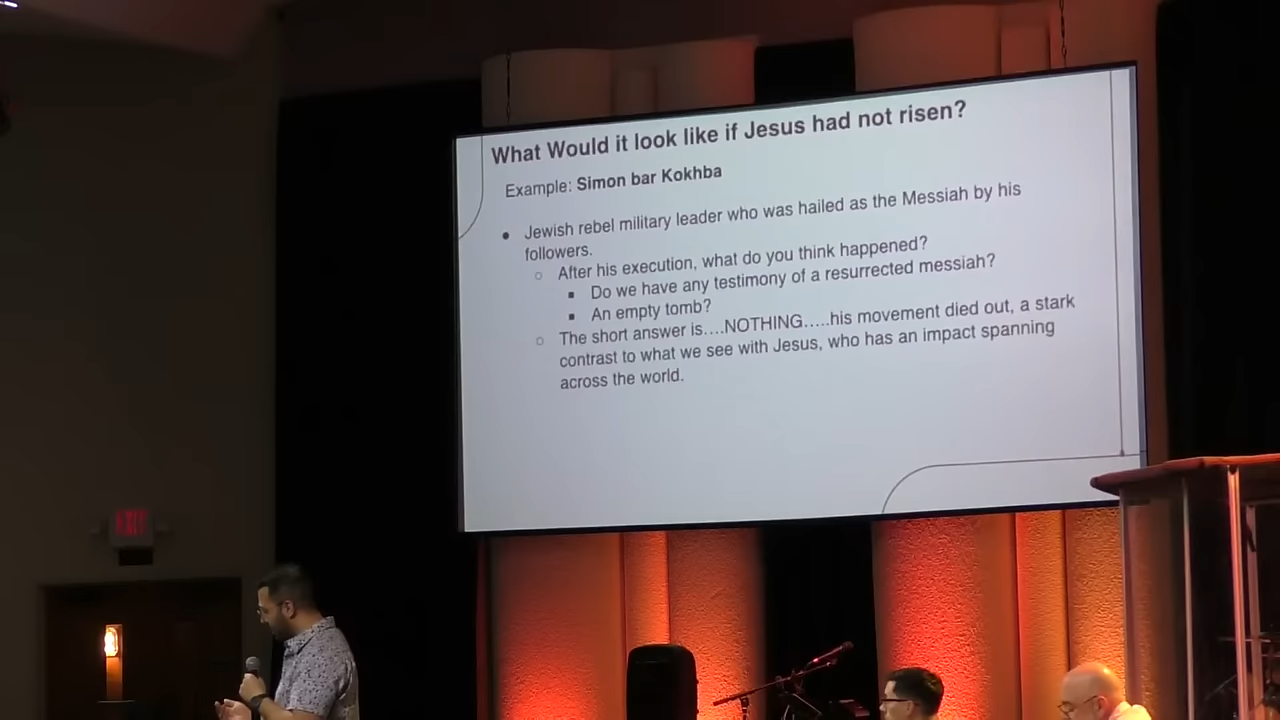 What Would it look like if Jesus had not risen?
Example: Simon bar Kokhba
● Jewish rebel military leader who was hailed as the Messiah by his
followers.
○ After his execution, what do you think happened?
■ Do we have any testimony of a resurrected messiah?
■ An empty tomb?
○ The short answer is....NOTHING.....his movement died out, a stark
contrast to what we see with Jesus, who has an impact spanning
across the world.
EXIT